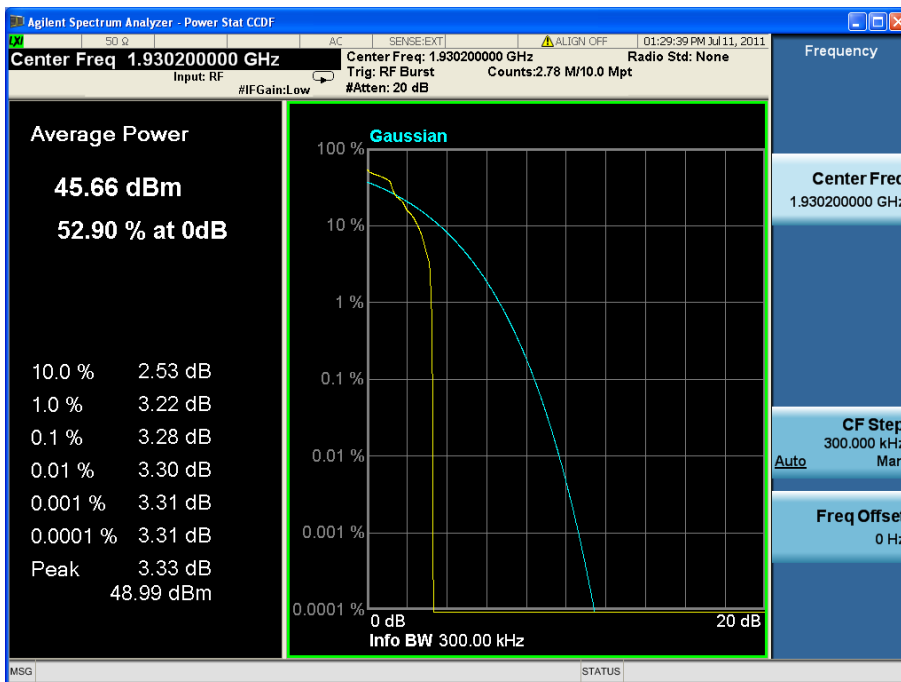 Agilent Spectrum Analyzer - Power Stat CCDF
LXI 50 Ω AC SENSE:EXT ALIGN OFF 01:29:39 PM Jul 11, 2011
Center Freq 1.930200000 GHz
Input: RF
#IFGain:Low
Center Freq: 1.930200000 GHz
Radio Std: None
Trig: RF Burst
Counts:2.78 M/10.0 Mpt
#Atten: 20 dB
Average Power
45.66 dBm
52.90 % at 0dB
10.0 % 2.53 dB
1.0 % 3.22 dB
0.1 % 3.28 dB
0.01 % 3.30 dB
0.001 % 3.31 dB
0.0001 % 3.31 dB
Peak 3.33 dB
48.99 dBm
Gaussian
100 %
10 %
1 %
0.1 %
0.01 %
0.001 %
0.0001 %
0 dB 20 dB
Info BW 300.00 kHz
Frequency
Center Freq
1.930200000 GHz
CF Step
300.000 kHz
Auto Man
Freq Offset
0 Hz
MSG STATUS